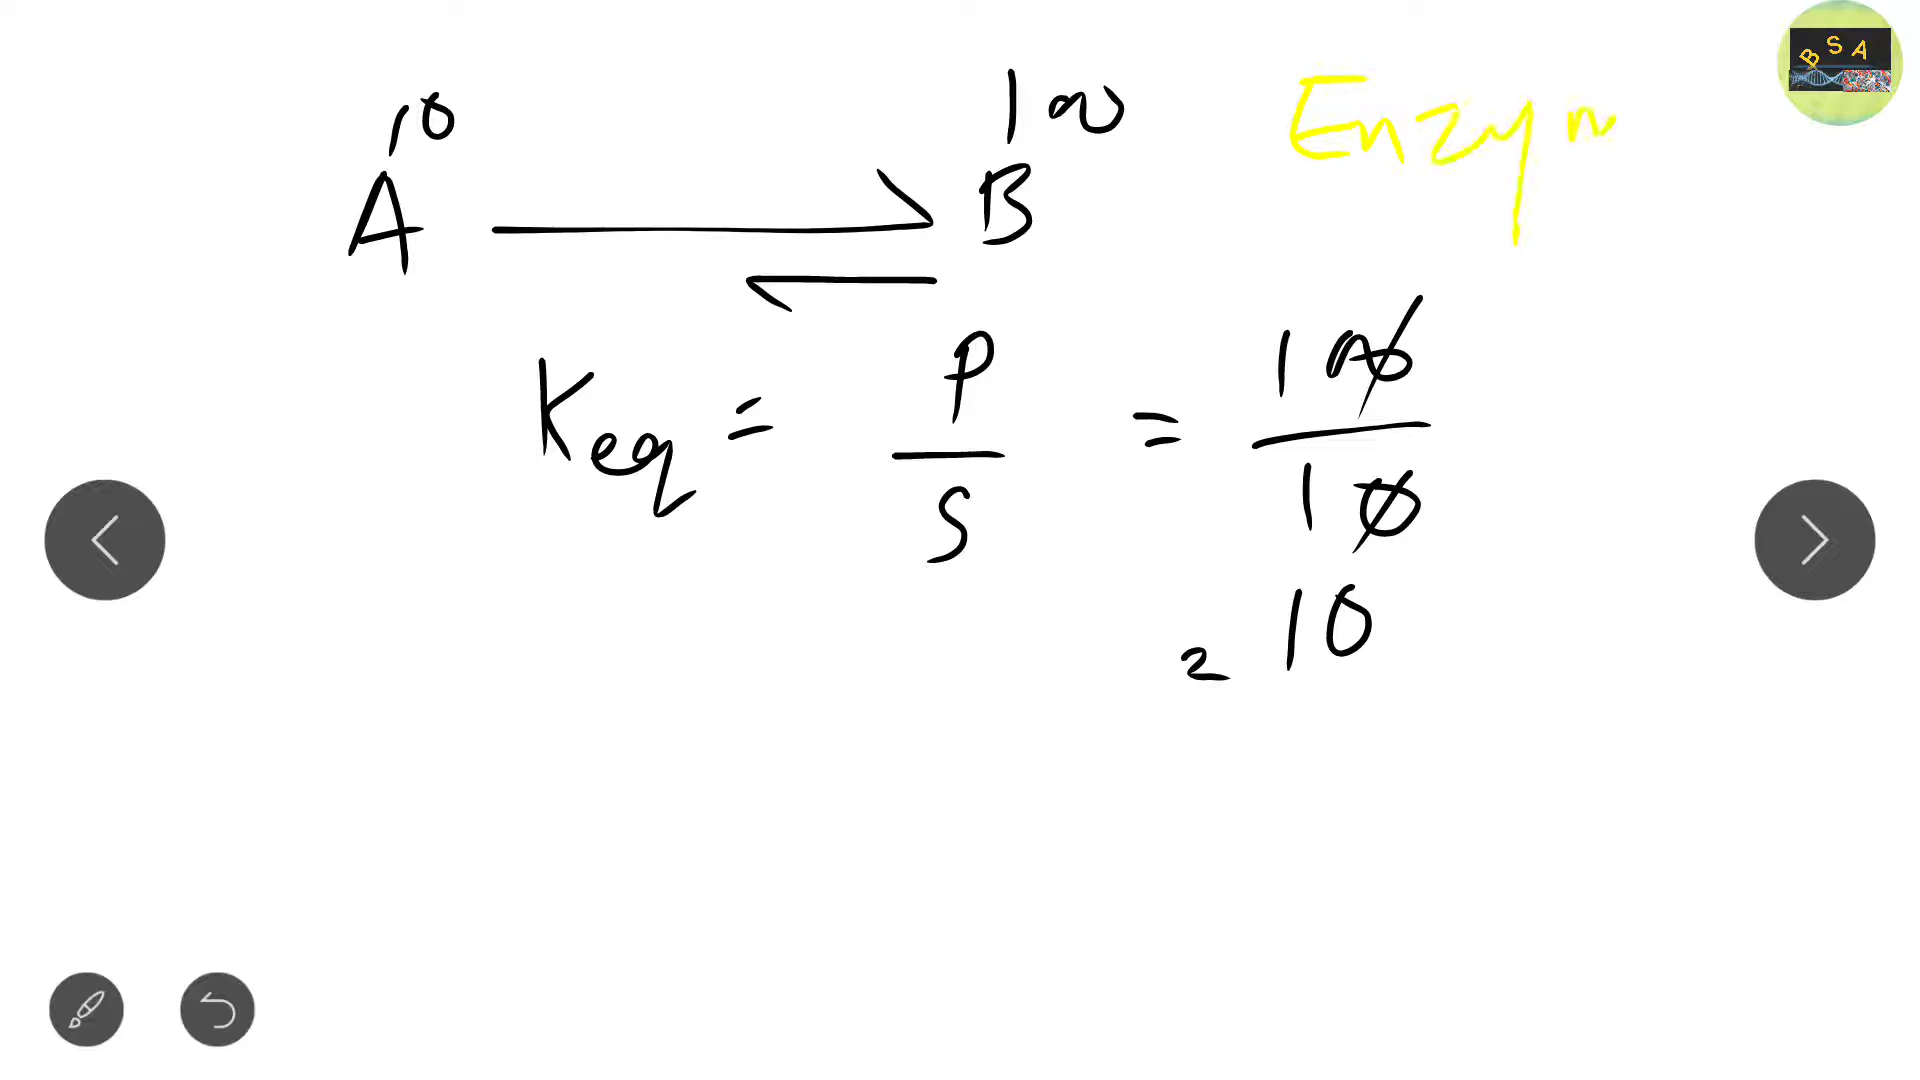 10 100 Enzym
A ⇌ B
Keq = P/S = 100/10
= 10
BSA